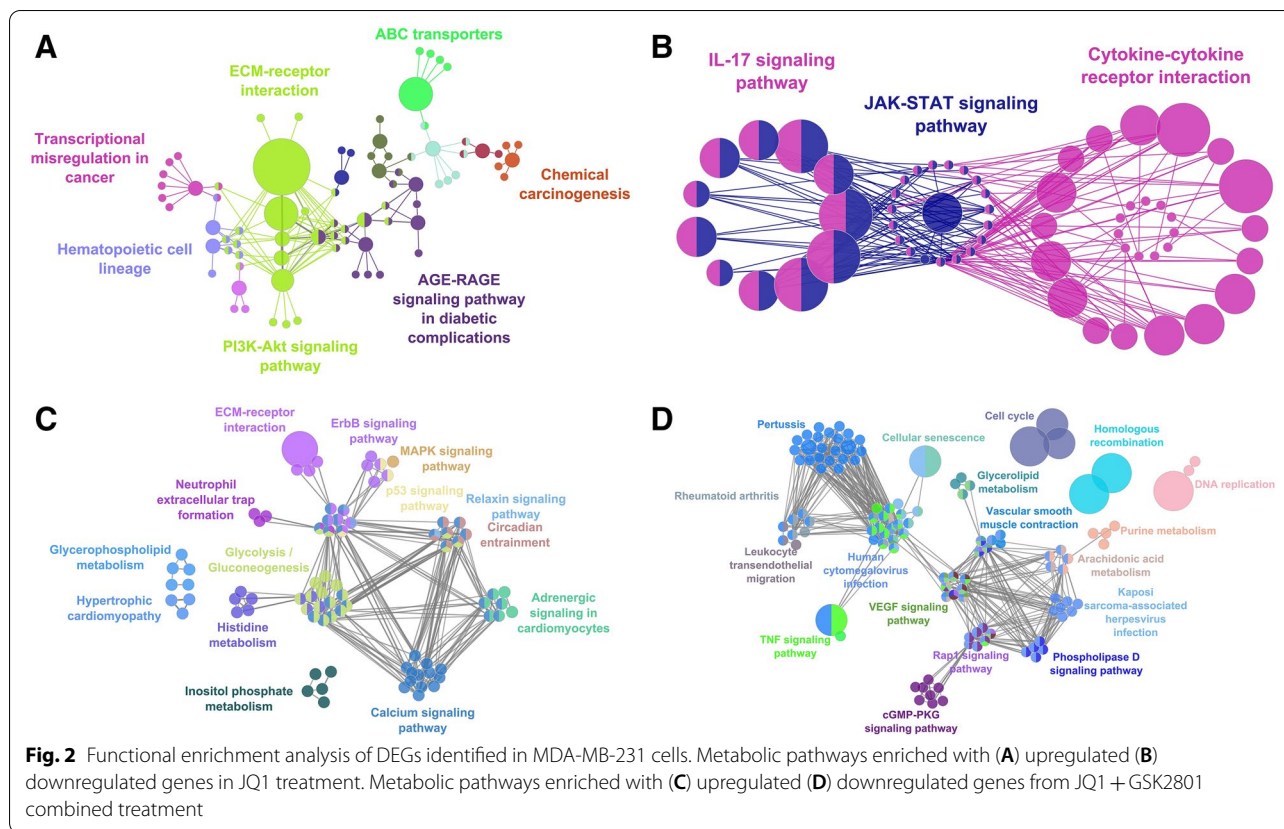 A
ABC transporters
ECM-receptor
interaction
Transcriptional
misregulation in
cancer
Chemical
carcinogenesis
Hematopoietic cell
lineage
AGE-RAGE
signaling pathway
in diabetic
complications
PI3K-Akt signaling
pathway
B
IL-17 signaling
pathway
Cytokine-cytokine
receptor interaction
JAK-STAT signaling
pathway
C
ECM-receptor
interaction
ErbB signaling
pathway
MAPK signaling
pathway
p53 signaling
pathway
Relaxin signaling
pathway
Circadian
entrainment
Neutrophil
extracellular trap
formation
Glycerophospholipid
metabolism
Glycolysis /
Gluconeogenesis
Hypertrophic
cardiomyopathy
Histidine
metabolism
Adrenergic
signaling in
cardiomyocytes
Inositol phosphate
metabolism
Calcium signaling
pathway
D
Cell cycle
Pertussis
Cellular senescence
Homologous
recombination
Glycerolipid
metabolism
DNA replication
Rheumatoid arthritis
Vascular smooth
muscle contraction
Purine metabolism
Leukocyte
transendothelial
migration
Human
cytomegalovirus
infection
Arachidonic acid
metabolism
VEGF signaling
pathway
Kaposi
sarcoma-associated
herpesvirus
infection
TNF signaling
pathway
Rap1 signaling
pathway
Phospholipase D
signaling pathway
cGMP-PKG
signaling pathway
Fig. 2 Functional enrichment analysis of DEGs identified in MDA-MB-231 cells. Metabolic pathways enriched with (A) upregulated (B)
downregulated genes in JQ1 treatment. Metabolic pathways enriched with (C) upregulated (D) downregulated genes from JQ1 + GSK2801
combined treatment